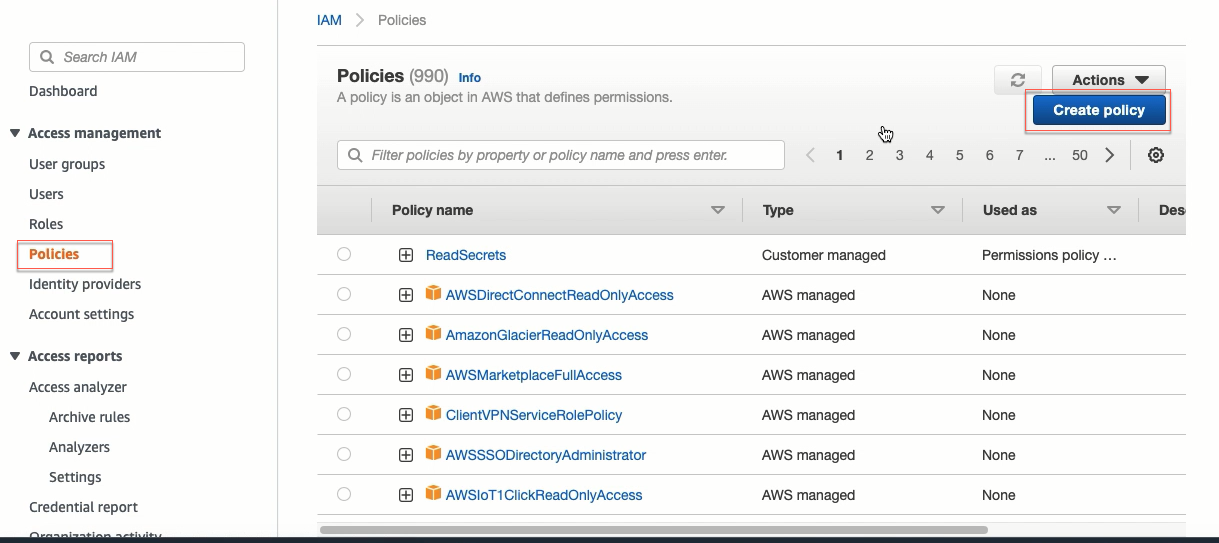 IAM > Policies
Search IAM
Dashboard
Access management
User groups
Users
Roles
Policies
Identity providers
Account settings
Access reports
Access analyzer
Archive rules
Analyzers
Settings
Credential report
Organization activity
Policies (990) Info
A policy is an object in AWS that defines permissions.
Actions
Create policy
Filter policies by property or policy name and press enter.
1 2 3 4 5 6 7 ... 50
Policy name Type Used as Des
ReadSecrets Customer managed Permissions policy ...
AWSDirectConnectReadOnlyAccess AWS managed None
AmazonGlacierReadOnlyAccess AWS managed None
AWSMarketplaceFullAccess AWS managed None
ClientVPNServiceRolePolicy AWS managed None
AWSSSODirectoryAdministrator AWS managed None
AWSIoT1ClickReadOnlyAccess AWS managed None